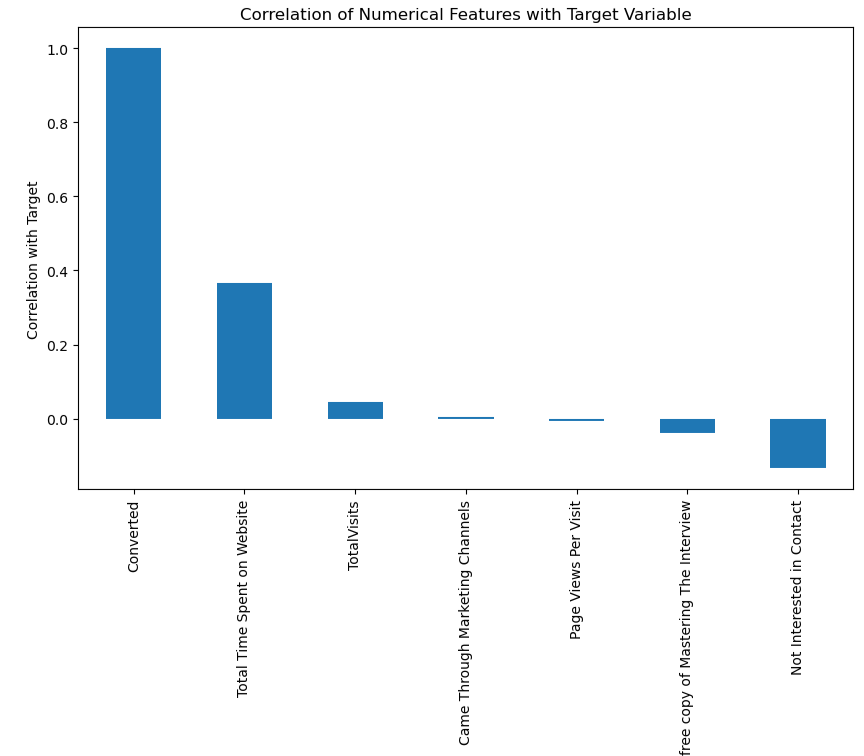 Correlation of Numerical Features with Target Variable
Correlation with Target
1.0
0.8
0.6
0.4
0.2
0.0
Converted
Total Time Spent on Website
TotalVisits
Came Through Marketing Channels
Page Views Per Visit
free copy of Mastering The Interview
Not Interested in Contact